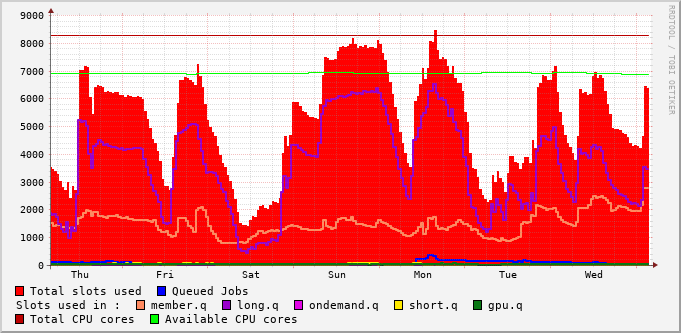 9000
8000
7000
6000
5000
4000
3000
2000
1000
0
Thu Fri Sat Sun Mon Tue Wed
RRDTOOL / TOBI OETIKER
Total slots used Queued Jobs
Slots used in : member.q long.q ondemand.q short.q gpu.q
Total CPU cores Available CPU cores